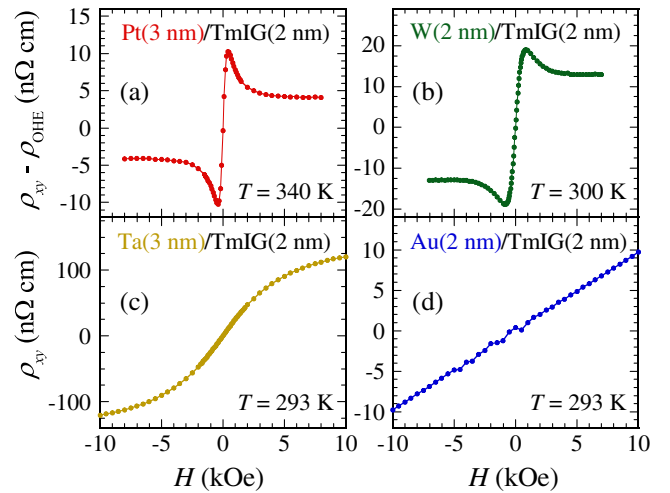 Pt(3 nm)/TmIG(2 nm)
W(2 nm)/TmIG(2 nm)
ρxy - ρOHE (nΩ cm)
15
10
5
0
-5
-10
20
10
0
-10
-20
(a)
(b)
T = 340 K
T = 300 K
Ta(3 nm)/TmIG(2 nm)
Au(2 nm)/TmIG(2 nm)
ρxy (nΩ cm)
100
0
-100
10
5
0
-5
-10
(c)
(d)
T = 293 K
T = 293 K
-10 -5 0 5 10
-10 -5 0 5 10
H (kOe)
H (kOe)